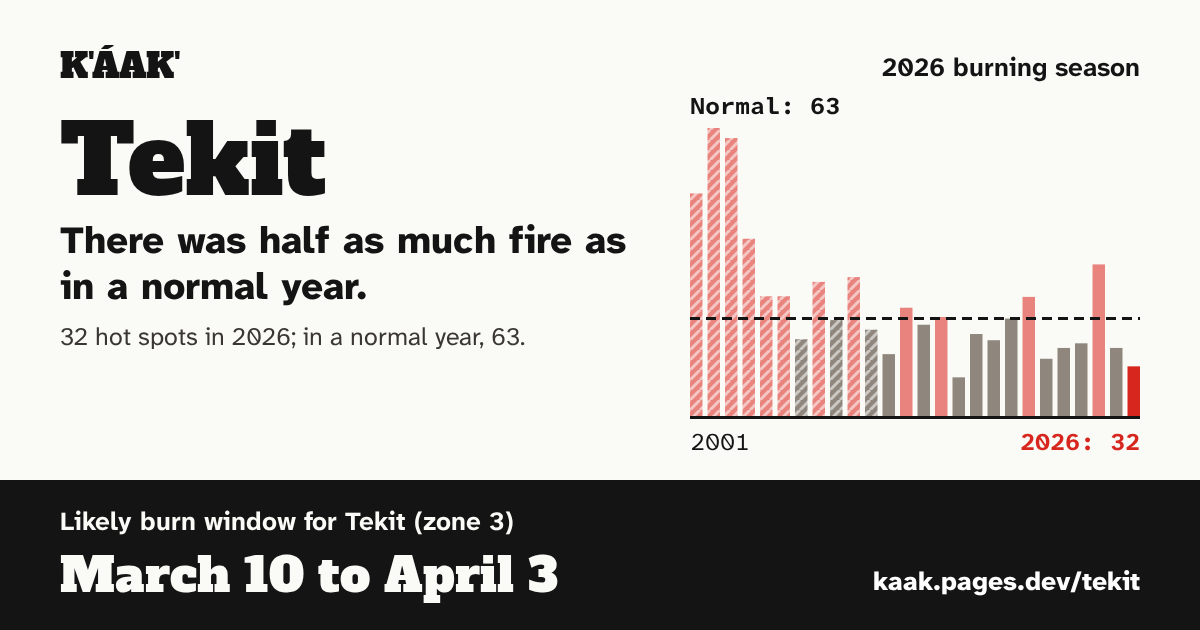 K'ÁAK'
2026 burning season
Tekit
There was half as much fire as
in a normal year.
32 hot spots in 2026; in a normal year, 63.
Normal: 63
2001
2026: 32
Likely burn window for Tekit (zone 3)
March 10 to April 3
kaak.pages.dev/tekit